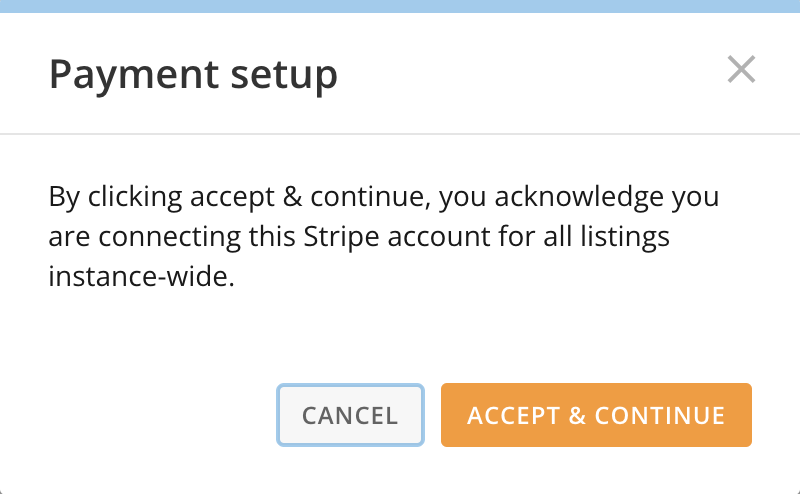 Payment setup
By clicking accept & continue, you acknowledge you
are connecting this Stripe account for all listings
instance-wide.
CANCEL
ACCEPT & CONTINUE